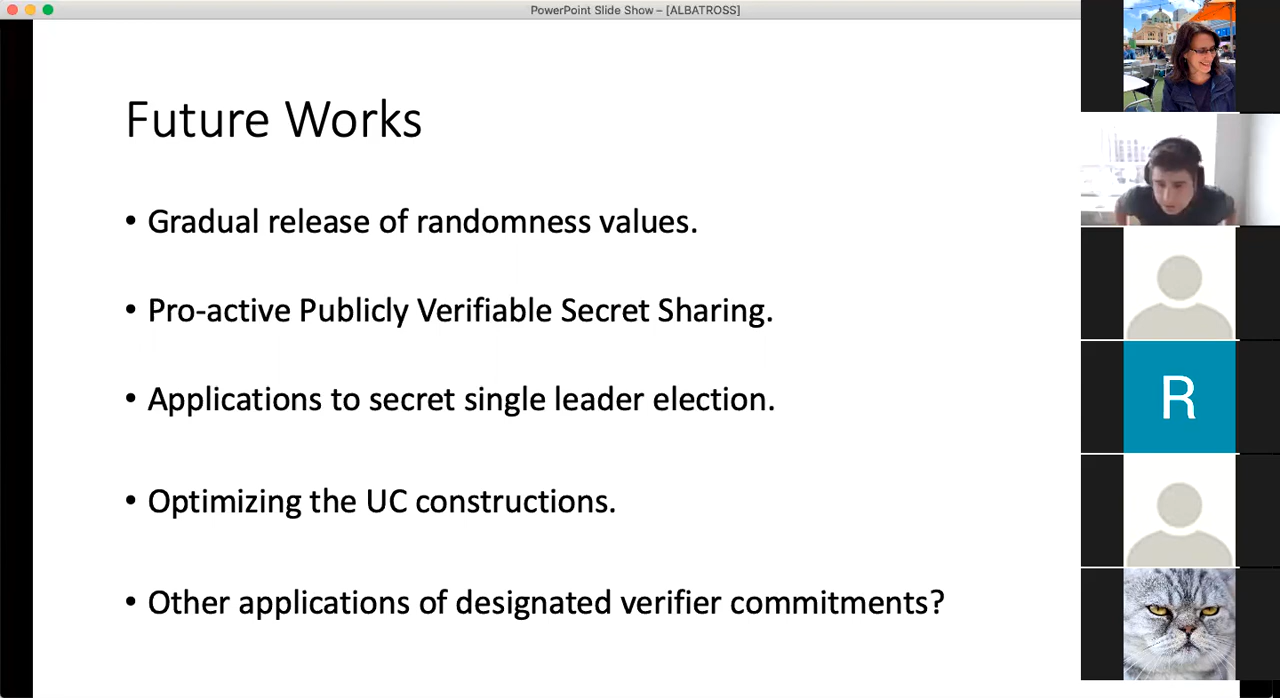 PowerPoint Slide Show – [ALBATROSS]
Future Works
• Gradual release of randomness values.
• Pro-active Publicly Verifiable Secret Sharing.
• Applications to secret single leader election.
• Optimizing the UC constructions.
• Other applications of designated verifier commitments?
R